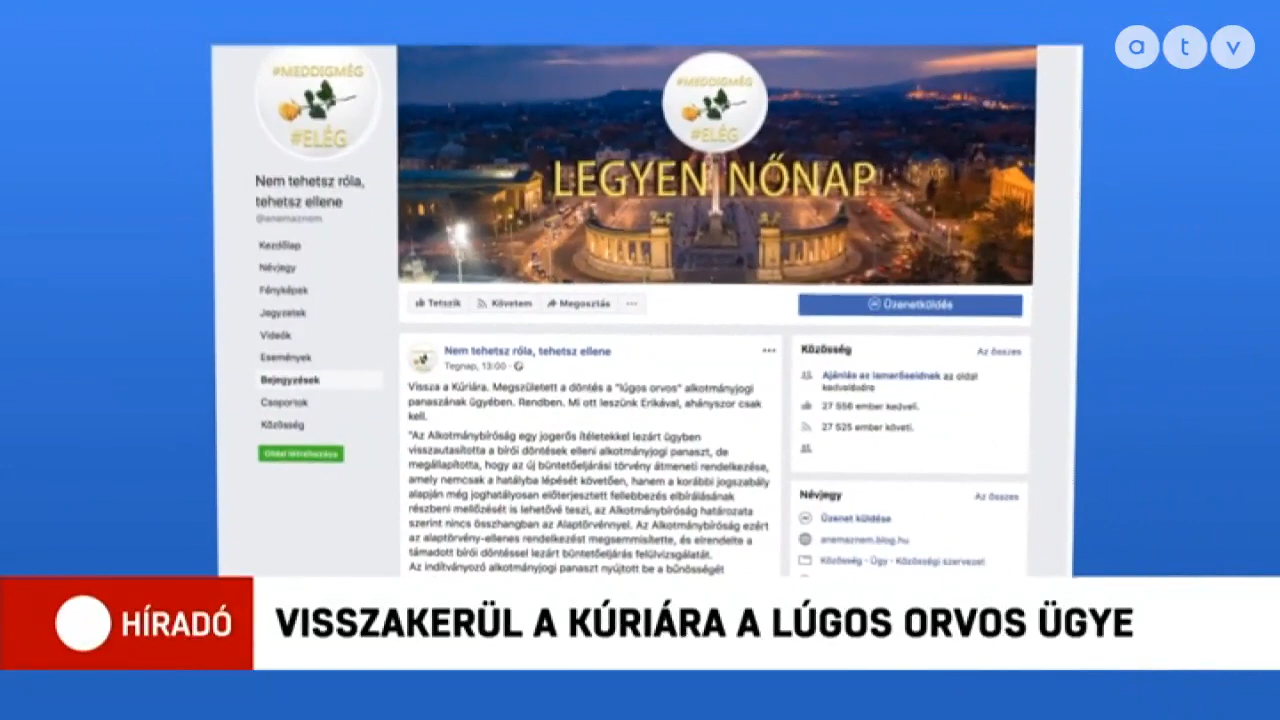 a t v
#MEDDIGMÉG
#ELÉG
Nem tehetsz róla,
tehetsz ellene
@anemaznem
Kezdőlap
Névjegy
Fényképek
Jegyzetek
Videók
Események
Bejegyzések
Csoportok
Közösség
Oldal létrehozása
#MEDDIGMÉG
#ELÉG
LEGYEN NŐNAP
Tetszik Követem Megosztás ...
Üzenetküldés
Nem tehetsz róla, tehetsz ellene ...
Tegnap, 13:00 ·
Vissza a Kúriára. Megszületett a döntés a "lúgos orvos" alkotmányjogi
panaszának ügyében. Rendben. Mi ott leszünk Erikával, ahányszor csak
kell.
"Az Alkotmánybíróság egy jogerős ítéletekkel lezárt ügyben
visszautasította a bírói döntések elleni alkotmányjogi panaszt, de
megállapította, hogy az új büntetőeljárási törvény átmeneti rendelkezése,
amely nemcsak a hatályba lépését követően, hanem a korábbi jogszabály
alapján még joghatályosan előterjesztett fellebbezés elbírálásának
részbeni mellőzését is lehetővé teszi, az Alkotmánybíróság határozata
szerint nincs összhangban az Alaptörvénnyel. Az Alkotmánybíróság ezért
az alaptörvény-ellenes rendelkezést megsemmisítette, és elrendelte a
támadott bírói döntéssel lezárt büntetőeljárás felülvizsgálatát.
Az indítványozó alkotmányjogi panaszt nyújtott be a bűnösségét
Közösség Az összes
Ajánlás az ismerőseidnek az oldal
kedvelésére
27 556 ember kedveli.
27 525 ember követi.
Névjegy Az összes
Üzenet küldése
anemaznem.blog.hu
Közösség · Ügy · Közösségi szervezet
HÍRADÓ
VISSZAKERÜL A KÚRIÁRA A LÚGOS ORVOS ÜGYE